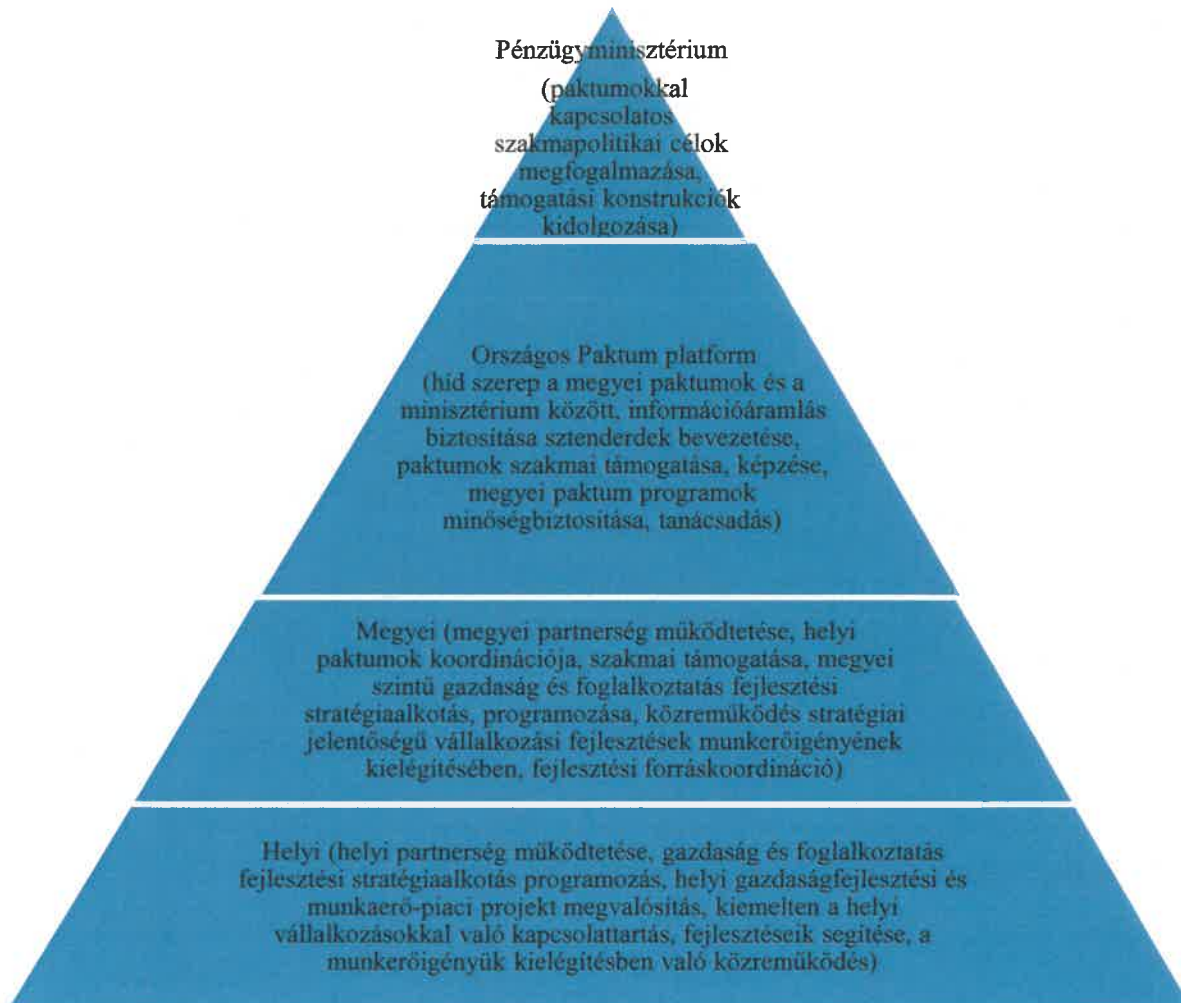 Pénzügyminisztérium
(paktumokkal
kapcsolatos
szakmapolitikai célok
megfogalmazása,
támogatási konstrukciók
kidolgozása)
Országos Paktum platform
(híd szerep a megyei paktumok és a
minisztérium között, információáramlás
biztosítása sztenderdek bevezetése,
paktumok szakmai támogatása, képzése,
megyei paktum programok
minőségbiztosítása, tanácsadás)
Megyei (megyei partnerség működtetése, helyi
paktumok koordinációja, szakmai támogatása, megyei
szintű gazdaság és foglalkoztatás fejlesztési
stratégiaalkotás, programozása, közreműködés stratégiai
jelentőségű vállalkozási fejlesztések munkerőigényének
kielégítésében, fejlesztési forráskoordináció)
Helyi (helyi partnerség működtetése, gazdaság és foglalkoztatás
fejlesztési stratégiaalkotás programozás, helyi gazdaságfejlesztési és
munkaerő-piaci projekt megvalósítás, kiemelten a helyi
vállalkozásokkal való kapcsolattartás, fejlesztéseik segítése, a
munkerőigényük kielégítésben való közreműködés)